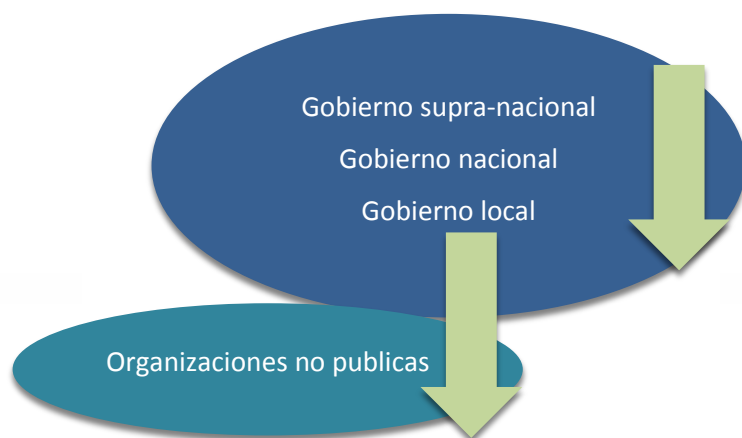 Gobierno supra-nacional
Gobierno nacional
Gobierno local
Organizaciones no publicas